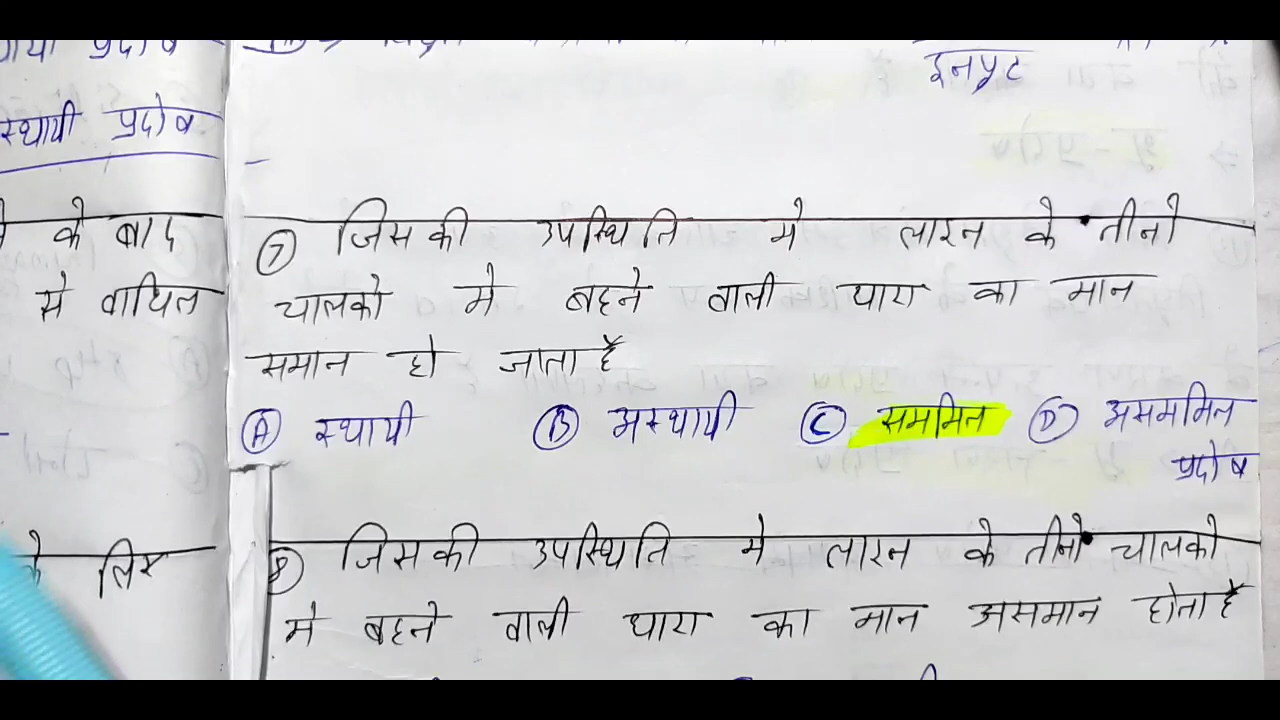 स्थायी प्रदोष
के बाद
से बाधित
के लिए
इनपुट
⑦ जिसकी उपस्थिति मे लाइन के तीनो
चालको मे बहने वाली धारा का मान
समान हो जाता है
Ⓐ स्थायी Ⓑ अस्थायी Ⓒ सममित Ⓓ असममित
प्रदोष
⑧ जिसकी उपस्थिति मे लाइन के तीनो चालको
मे बहने वाली धारा का मान असमान होता है